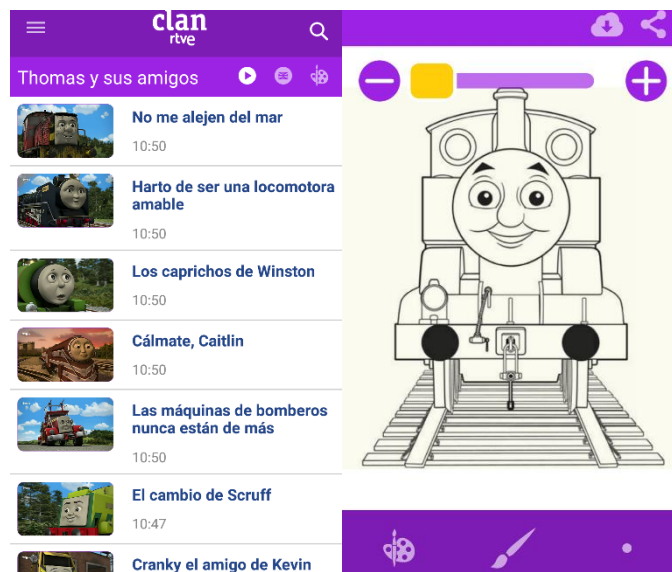 clan
rtve
Thomas y sus amigos
No me alejen del mar
10:50
Harto de ser una locomotora
amable
10:50
Los caprichos de Winston
10:50
Cálmate, Caitlin
10:50
Las máquinas de bomberos
nunca están de más
10:50
El cambio de Scruff
10:47
Cranky el amigo de Kevin